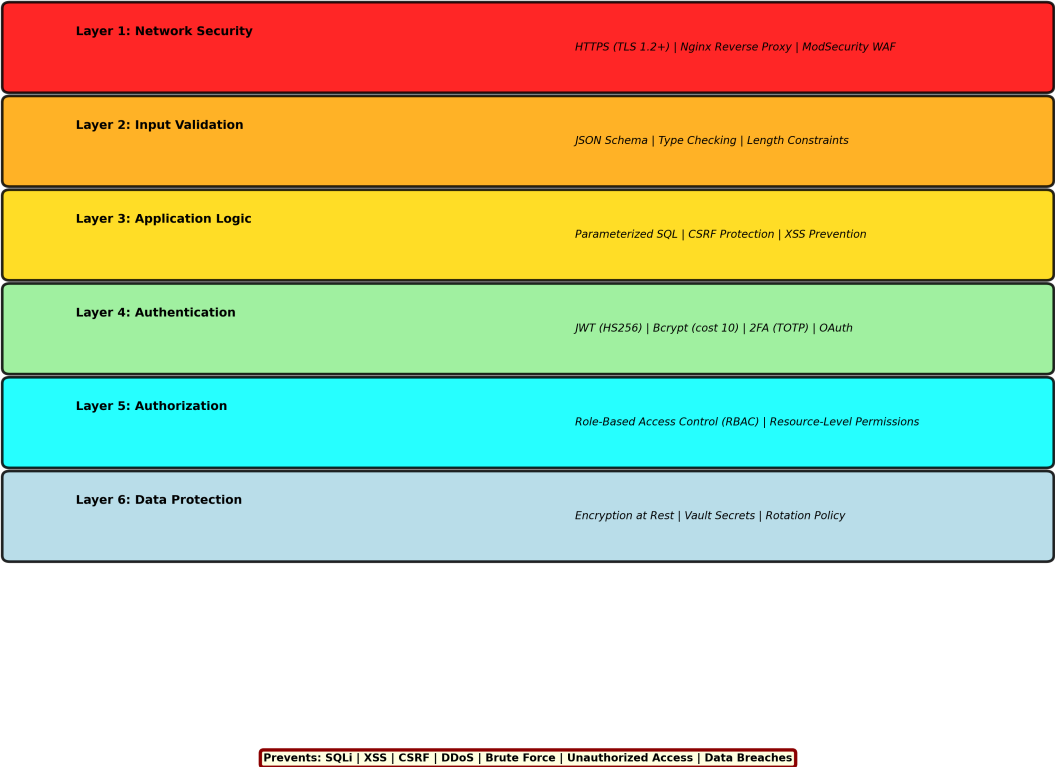 Layer 1: Network Security
HTTPS (TLS 1.2+) | Nginx Reverse Proxy | ModSecurity WAF
Layer 2: Input Validation
JSON Schema | Type Checking | Length Constraints
Layer 3: Application Logic
Parameterized SQL | CSRF Protection | XSS Prevention
Layer 4: Authentication
JWT (HS256) | Bcrypt (cost 10) | 2FA (TOTP) | OAuth
Layer 5: Authorization
Role-Based Access Control (RBAC) | Resource-Level Permissions
Layer 6: Data Protection
Encryption at Rest | Vault Secrets | Rotation Policy
Prevents: SQLi | XSS | CSRF | DDoS | Brute Force | Unauthorized Access | Data Breaches